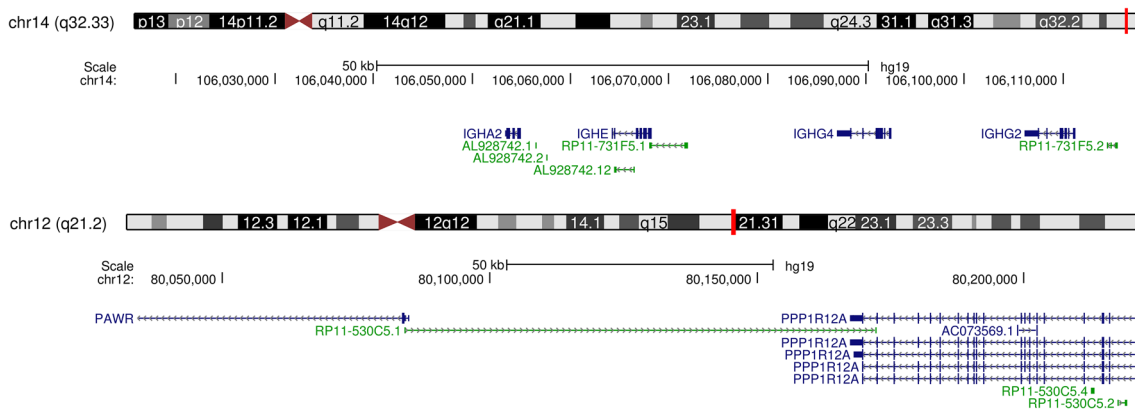 chr14 (q32.33) p13 p12 14p11.2 q11.2 14q12 q21.1 23.1 q24.3 31.1 q31.3 q32.2
Scale 50 kb hg19
chr14: 106,030,000 106,040,000 106,050,000 106,060,000 106,070,000 106,080,000 106,090,000 106,100,000 106,110,000
IGHA2 IGHE IGHG4 IGHG2
AL928742.1 RP11-731F5.1 RP11-731F5.2
AL928742.2
AL928742.12
chr12 (q21.2) 12.3 12.1 12q12 14.1 q15 21.31 q22 23.1 23.3
Scale 50 kb hg19
chr12: 80,050,000 80,100,000 80,150,000 80,200,000
PAWR PPP1R12A
RP11-530C5.1 AC073569.1
PPP1R12A
PPP1R12A
PPP1R12A
PPP1R12A
RP11-530C5.4
RP11-530C5.2